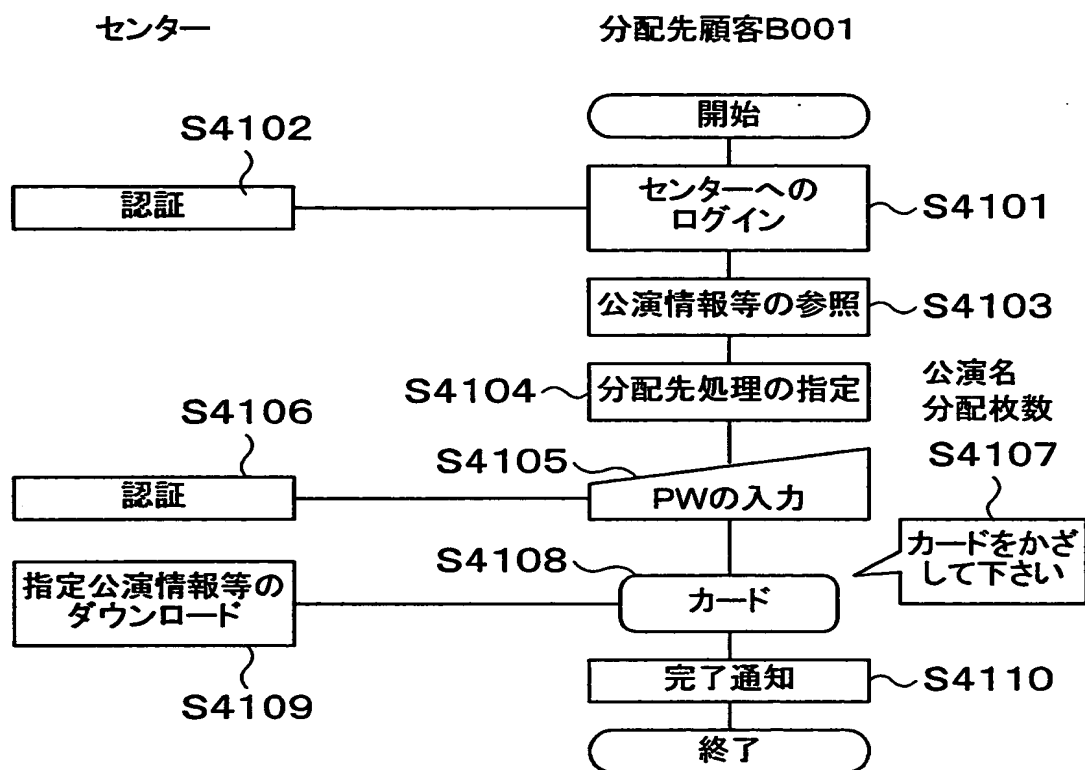 センター
分配先顧客B001
開始
S4102
認証
センターへの
ログイン
S4101
公演情報等の参照
S4103
S4104
分配先処理の指定
公演名
分配枚数
S4106
認証
S4105
PWの入力
S4107
カードをかざ
して下さい
S4108
カード
指定公演情報等の
ダウンロード
S4109
完了通知
S4110
終了